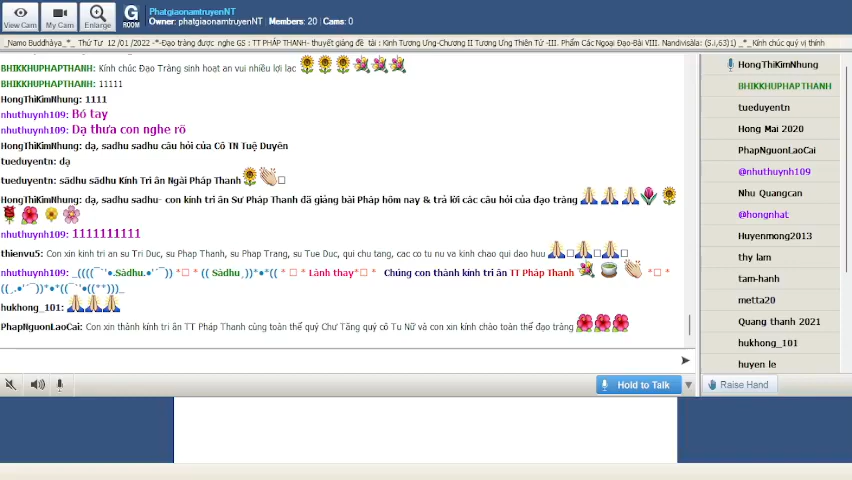 PhatgiaonamtruyenNT
Owner: phatgiaonamtruyenNT | Members: 20 | Cams: 0
View Cam
My Cam
Enlarge
G
ROOM
_Namo Buddhàya_*_ Thứ Tư 12 /01 /2022 -*-Đạo tràng được nghe GS : TT PHÁP THANH- thuyết giảng đề tài : Kinh Tương Ưng-Chương II Tương Ưng Thiên Tử -III. Phẩm Các Ngoại Đạo-Bài VIII. Nandivisàla: (S.i,63)1) _*_ Kính chúc quý vị thính
BHIKKHUPHAPTHANH: Kính chúc Đạo Tràng sinh hoạt an vui nhiều lợi lạc
BHIKKHUPHAPTHANH: 11111
HongThiKimNhung: 1111
nhuthuynh109: Bó tay
nhuthuynh109: Dạ thưa con nghe rõ
HongThiKimNhung: dạ, sadhu sadhu câu hỏi của Cô TN Tuệ Duyên
tueduyentn: dạ
tueduyentn: sādhu sādhu Kính Tri ân Ngài Pháp Thanh
HongThiKimNhung: dạ, sadhu sadhu- con kính tri ân Sư Pháp Thanh đã giảng bài Pháp hôm nay & trả lời các câu hỏi của đạo tràng
nhuthuynh109: 1111111111
thienvu5: Con xin kinh tri an su Tri Duc, su Phap Thanh, su Phap Trang, su Tue Duc, qui chu tang, cac co tu nu va kinh chao qui dao huu
nhuthuynh109: _((((¯`'•.Sàdhu.•'´¯)) *□* (( Sàdhu¸))*•*(( * □ * Lành thay*□ * Chúng con thành kính tri ân TT Pháp Thanh *□ *
((¸.•'´¯))*•*((¯`'•((**)))_
hukhong_101:
PhapNguonLaoCai: Con xin thành kính tri ân TT Pháp Thanh cùng toàn thể quý Chư Tăng quý cô Tu Nữ và con xin kính chào toàn thể đạo tràng
Hold to Talk
HongThiKimNhung
BHIKKHUPHAPTHANH
tueduyentn
Hong Mai 2020
PhapNguonLaoCai
@nhuthuynh109
Nhu Quangcan
@hongnhat
Huyenmong2013
thy lam
tam-hanh
metta20
Quang thanh 2021
hukhong_101
huyen le
Raise Hand